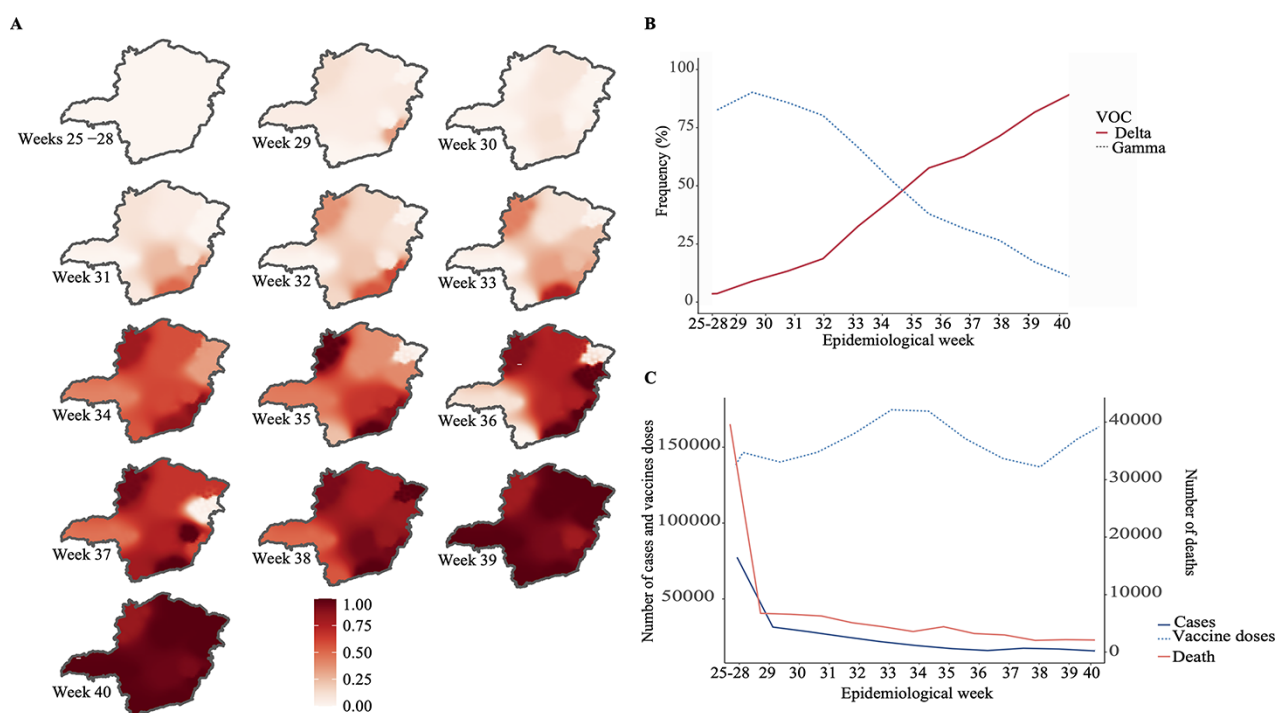 A
Weeks 25 –28
Week 29
Week 30
Week 31
Week 32
Week 33
Week 34
Week 35
Week 36
Week 37
Week 38
Week 39
Week 40
1.00
0.75
0.50
0.25
0.00
B
Frequency (%)
100
75
50
25
0
25-28 29 30 31 32 33 34 35 36 37 38 39 40
Epidemiological week
VOC
Delta
Gamma
C
Number of cases and vaccines doses
150000
100000
50000
40000
30000
20000
10000
0
Number of deaths
25-28 29 30 31 32 33 34 35 36 37 38 39 40
Epidemiological week
Cases
Vaccine doses
Death